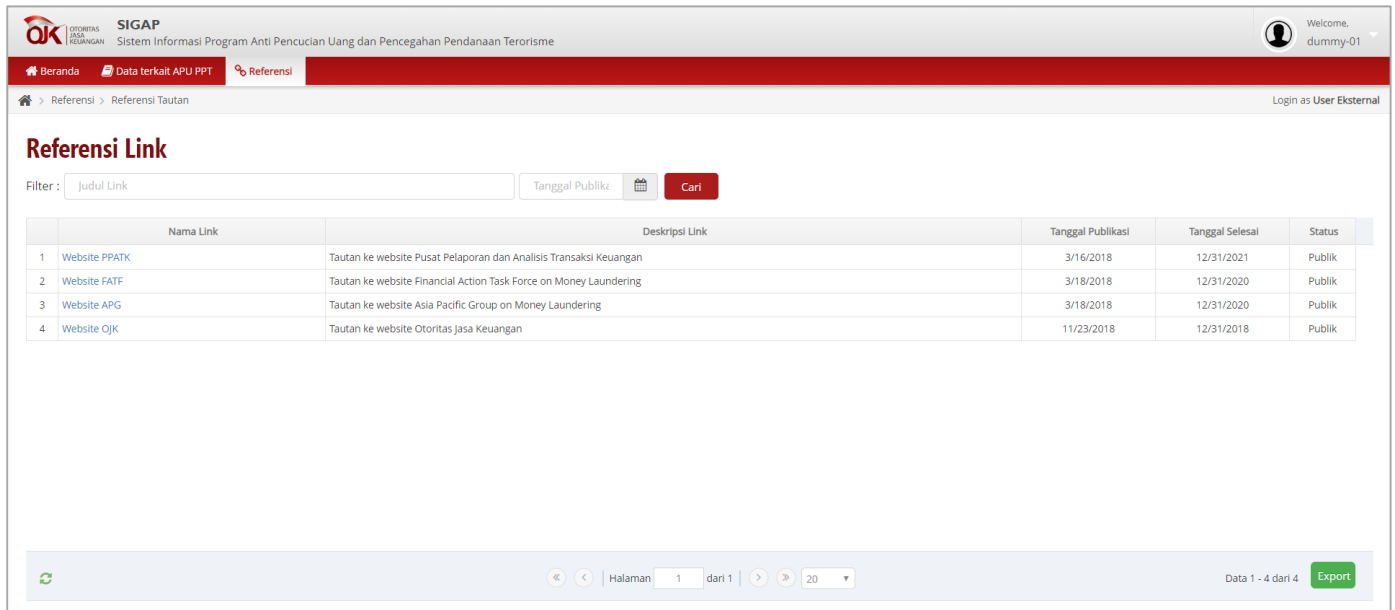 OJK OTORITAS JASA KEUANGAN
SIGAP
Sistem Informasi Program Anti Pencucian Uang dan Pencegahan Pendanaan Terorisme
Welcome,
dummy-01
Beranda Data terkait APU PPT Referensi
> Referensi > Referensi Tautan Login as User Eksternal
Referensi Link
Filter : Judul Link Tanggal Publika Cari
Nama Link Deskripsi Link Tanggal Publikasi Tanggal Selesai Status
1 Website PPATK Tautan ke website Pusat Pelaporan dan Analisis Transaksi Keuangan 3/16/2018 12/31/2021 Publik
2 Website FATF Tautan ke website Financial Action Task Force on Money Laundering 3/18/2018 12/31/2020 Publik
3 Website APG Tautan ke website Asia Pacific Group on Money Laundering 3/18/2018 12/31/2020 Publik
4 Website OJK Tautan ke website Otoritas Jasa Keuangan 11/23/2018 12/31/2018 Publik
Halaman 1 dari 1 20 Data 1 - 4 dari 4 Export